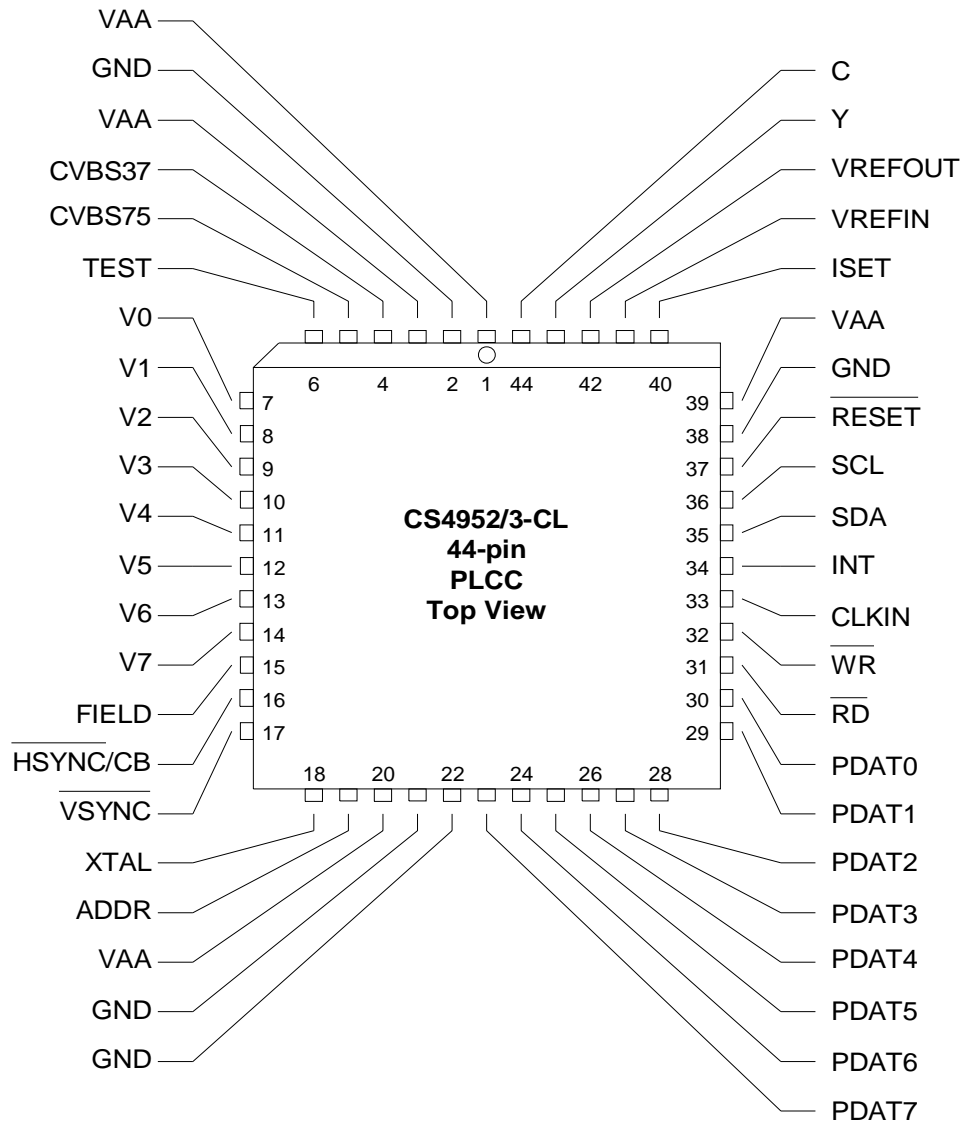 VAA
GND
VAA
CVBS37
CVBS75
TEST
V0
V1
V2
V3
V4
V5
V6
V7
FIELD
HSYNC/CB
VSYNC
XTAL
ADDR
VAA
GND
GND
6 4 2 1 44 42 40
7
8
9
10
11
12
13
14
15
16
17
CS4952/3-CL
44-pin
PLCC
Top View
39
38
37
36
35
34
33
32
31
30
29
18 20 22 24 26 28
C
Y
VREFOUT
VREFIN
ISET
VAA
GND
RESET
SCL
SDA
INT
CLKIN
WR
RD
PDAT0
PDAT1
PDAT2
PDAT3
PDAT4
PDAT5
PDAT6
PDAT7